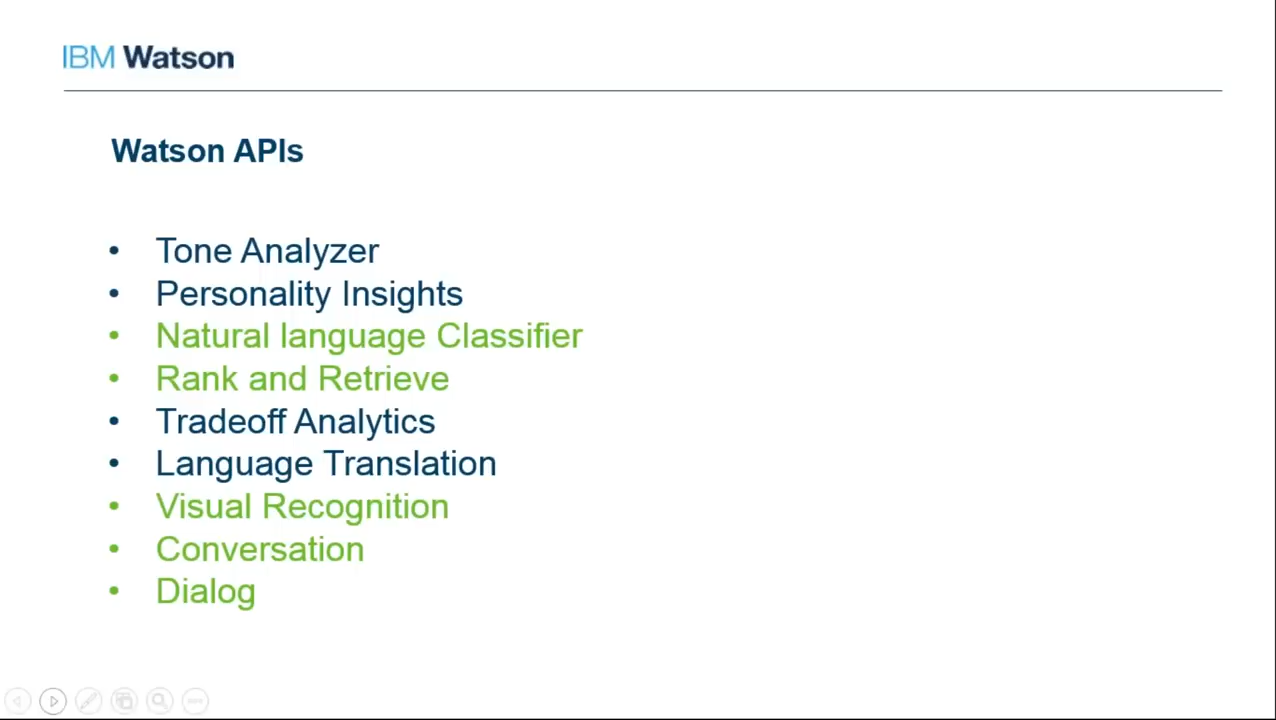 IBM Watson
Watson APIs
• Tone Analyzer
• Personality Insights
• Natural language Classifier
• Rank and Retrieve
• Tradeoff Analytics
• Language Translation
• Visual Recognition
• Conversation
• Dialog